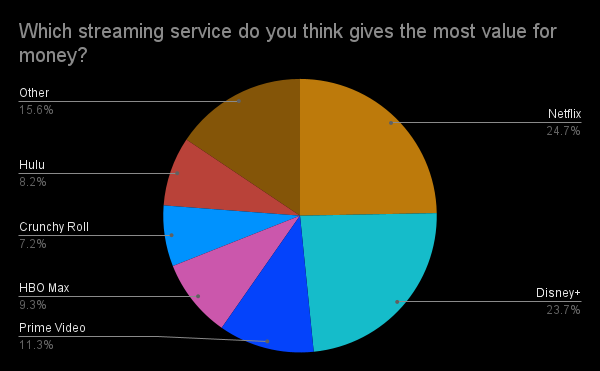 Which streaming service do you think gives the most value for
money?
Other
15.6%
Netflix
24.7%
Hulu
8.2%
Crunchy Roll
7.2%
HBO Max
9.3%
Disney+
23.7%
Prime Video
11.3%